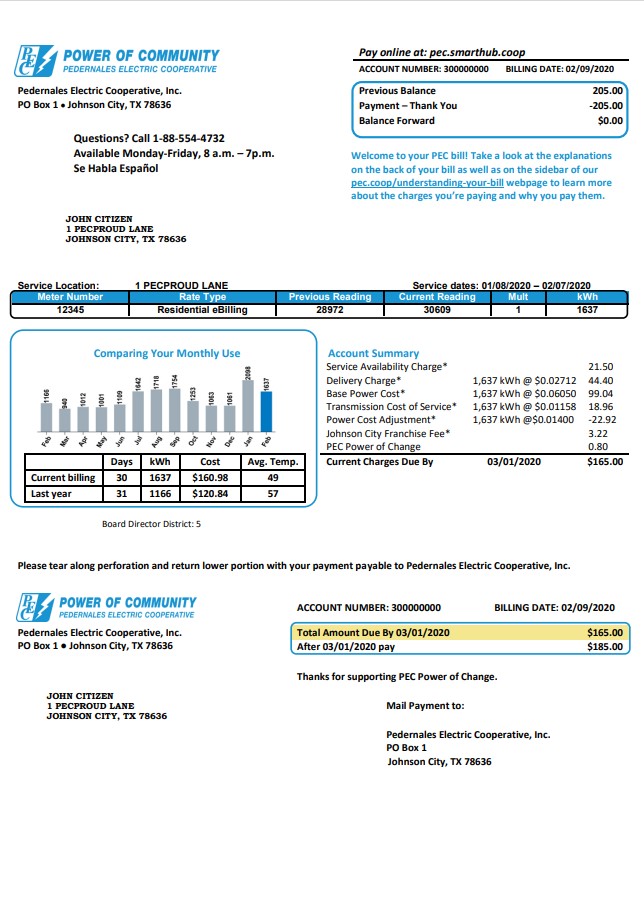 PEC POWER OF COMMUNITY
PEDERNALES ELECTRIC COOPERATIVE
Pedernales Electric Cooperative, Inc.
PO Box 1 • Johnson City, TX 78636
Pay online at: pec.smarthub.coop
ACCOUNT NUMBER: 300000000 BILLING DATE: 02/09/2020
Previous Balance 205.00
Payment – Thank You -205.00
Balance Forward $0.00
Questions? Call 1-88-554-4732
Available Monday-Friday, 8 a.m. – 7p.m.
Se Habla Español
Welcome to your PEC bill! Take a look at the explanations
on the back of your bill as well as on the sidebar of our
pec.coop/understanding-your-bill webpage to learn more
about the charges you're paying and why you pay them.
JOHN CITIZEN
1 PECPROUD LANE
JOHNSON CITY, TX 78636
Service Location: 1 PECPROUD LANE Service dates: 01/08/2020 – 02/07/2020
Meter Number Rate Type Previous Reading Current Reading Mult kWh
12345 Residential eBilling 28972 30609 1 1637
Comparing Your Monthly Use
1166 940 1012 1001 1109 1642 1718 1754 1253 1063 1061 2098 1637
Feb Mar Apr May Jun Jul Aug Sep Oct Nov Dec Jan Feb
Days kWh Cost Avg. Temp.
Current billing 30 1637 $160.98 49
Last year 31 1166 $120.84 57
Account Summary
Service Availability Charge* 21.50
Delivery Charge* 1,637 kWh @ $0.02712 44.40
Base Power Cost* 1,637 kWh @ $0.06050 99.04
Transmission Cost of Service* 1,637 kWh @ $0.01158 18.96
Power Cost Adjustment* 1,637 kWh @$0.01400 -22.92
Johnson City Franchise Fee* 3.22
PEC Power of Change 0.80
Current Charges Due By 03/01/2020 $165.00
Board Director District: 5
Please tear along perforation and return lower portion with your payment payable to Pedernales Electric Cooperative, Inc.
PEC POWER OF COMMUNITY
PEDERNALES ELECTRIC COOPERATIVE
Pedernales Electric Cooperative, Inc.
PO Box 1 • Johnson City, TX 78636
ACCOUNT NUMBER: 300000000 BILLING DATE: 02/09/2020
Total Amount Due By 03/01/2020 $165.00
After 03/01/2020 pay $185.00
Thanks for supporting PEC Power of Change.
JOHN CITIZEN
1 PECPROUD LANE
JOHNSON CITY, TX 78636
Mail Payment to:
Pedernales Electric Cooperative, Inc.
PO Box 1
Johnson City, TX 78636